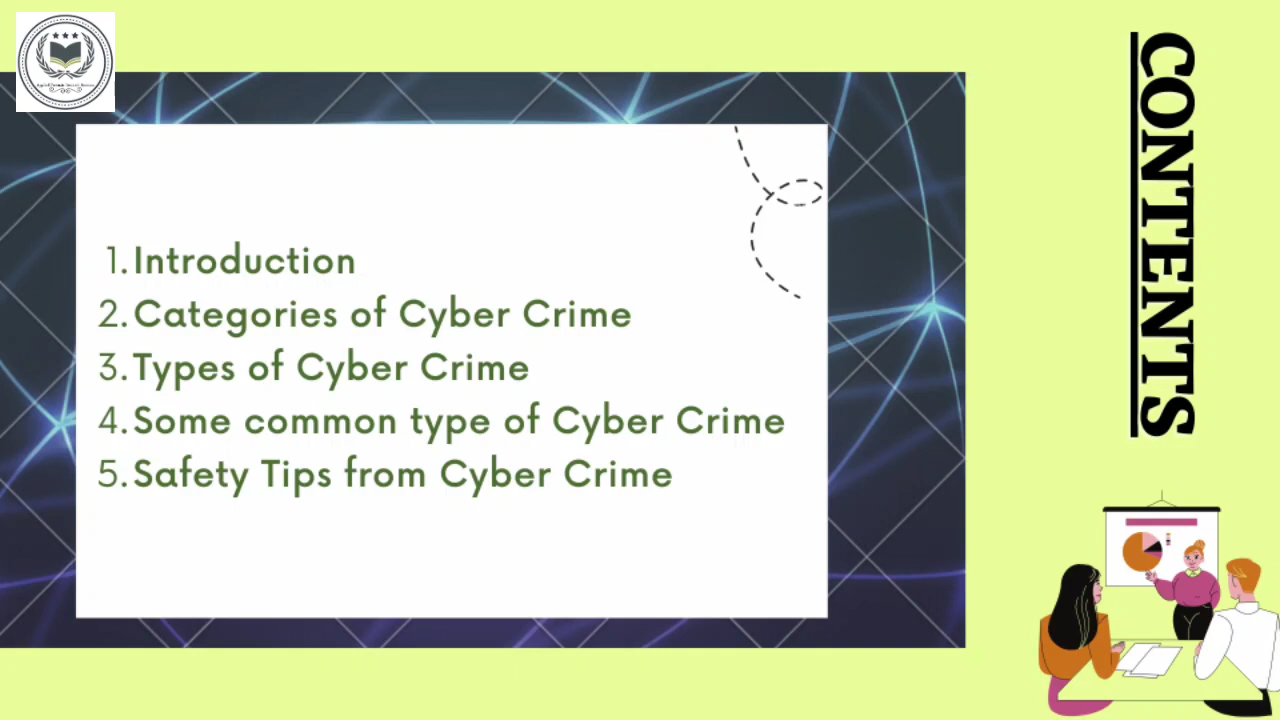 CONTENTS
1. Introduction
2. Categories of Cyber Crime
3. Types of Cyber Crime
4. Some common type of Cyber Crime
5. Safety Tips from Cyber Crime